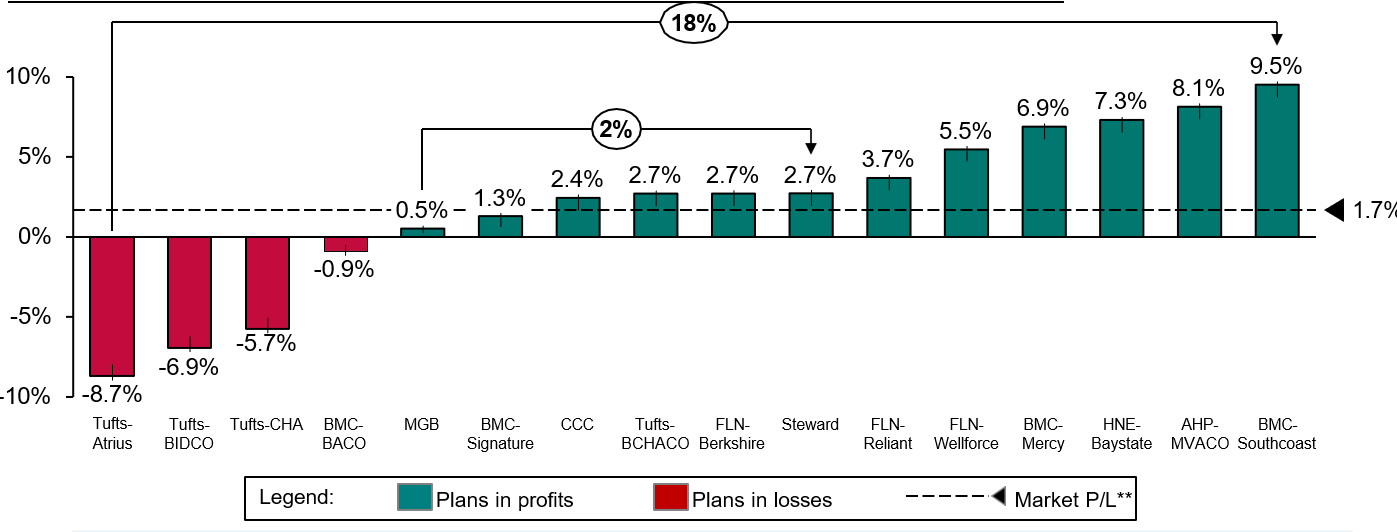 18%
10%
5%
0%
-5%
-10%
2%
-8.7%
-6.9%
-5.7%
-0.9%
0.5%
1.3%
2.4%
2.7%
2.7%
2.7%
3.7%
5.5%
6.9%
7.3%
8.1%
9.5%
1.7%
Tufts-
Atrius
Tufts-
BIDCO
Tufts-CHA
BMC-
BACO
MGB
BMC-
Signature
CCC
Tufts-
BCHACO
FLN-
Berkshire
Steward
FLN-
Reliant
FLN-
Wellforce
BMC-
Mercy
HNE-
Baystate
AHP-
MVACO
BMC-
Southcoast
Legend:
Plans in profits
Plans in losses
Market P/L**